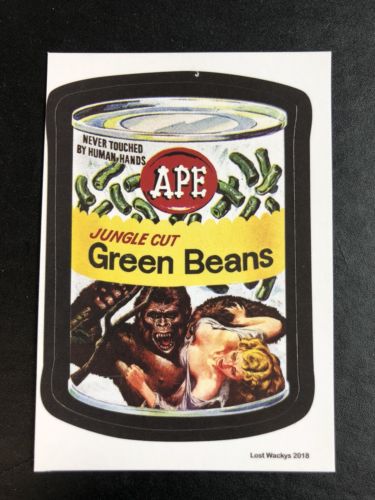 NEVER TOUCHED
BY HUMAN HANDS
APE
JUNGLE CUT
Green Beans
Lost Wackys 2018